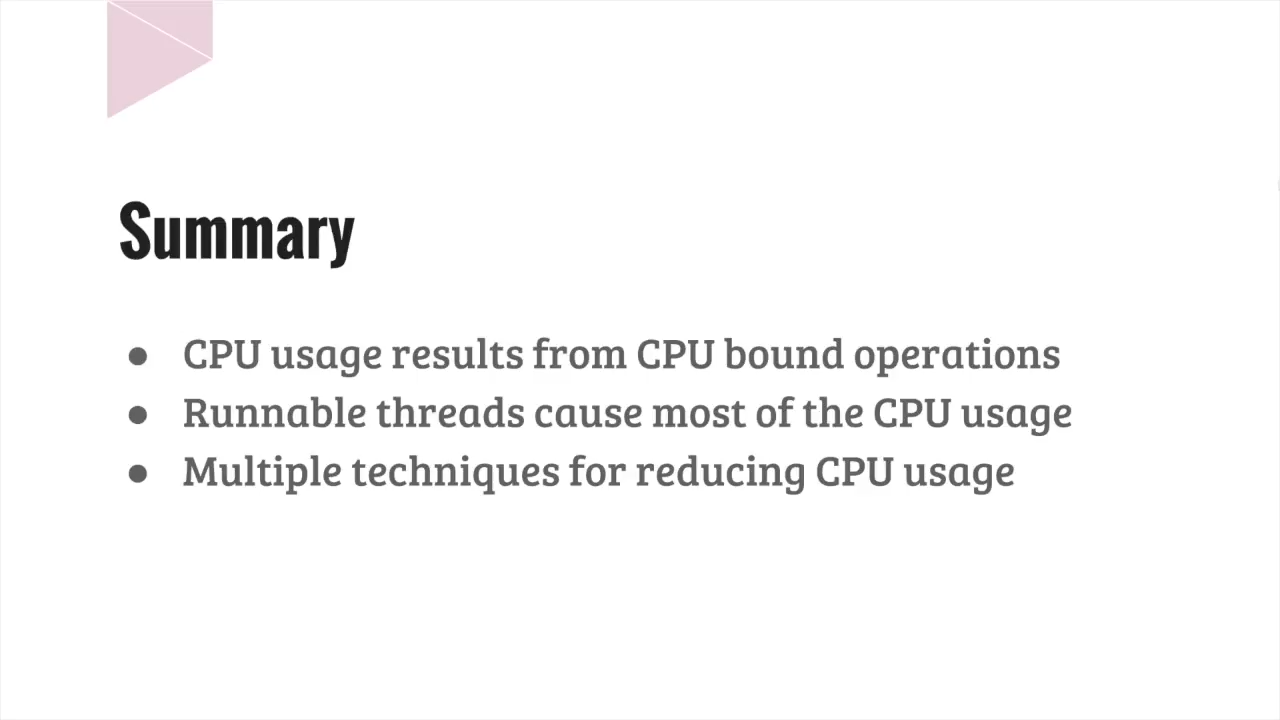 Summary
● CPU usage results from CPU bound operations
● Runnable threads cause most of the CPU usage
● Multiple techniques for reducing CPU usage